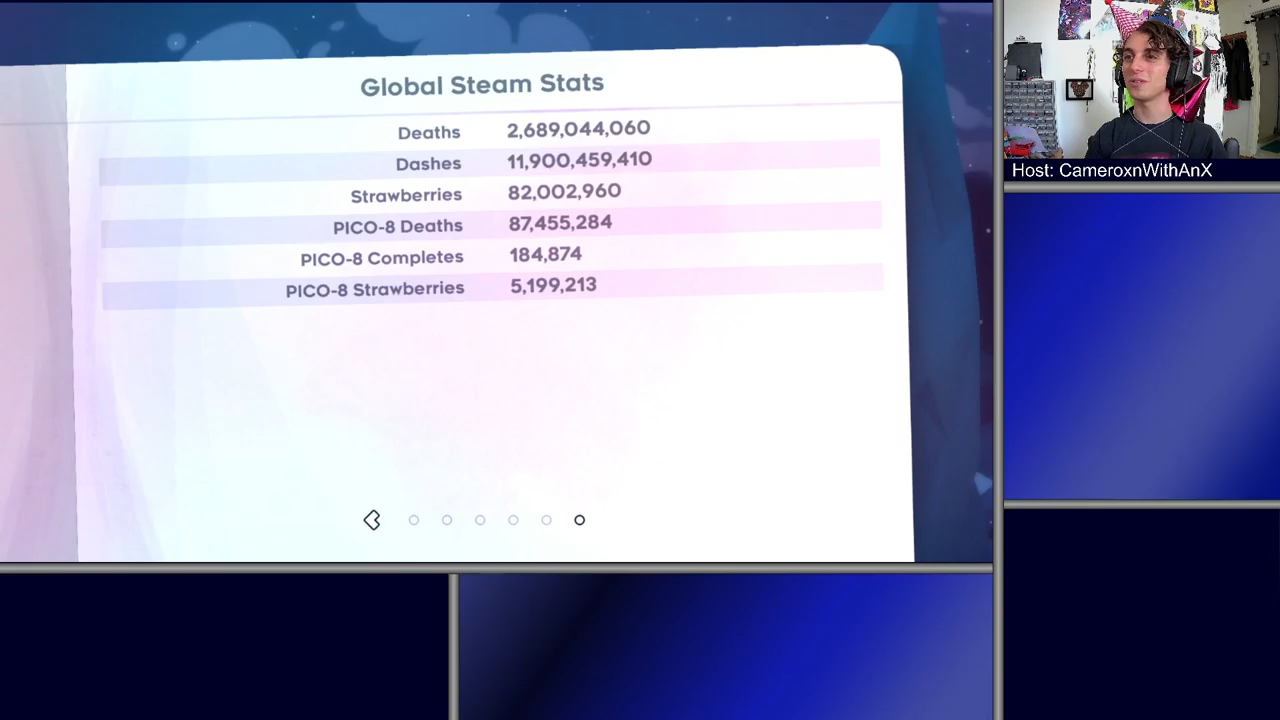 Global Steam Stats
Deaths 2,689,044,060
Dashes 11,900,459,410
Strawberries 82,002,960
PICO-8 Deaths 87,455,284
PICO-8 Completes 184,874
PICO-8 Strawberries 5,199,213
Host: CameroxnWithAnX